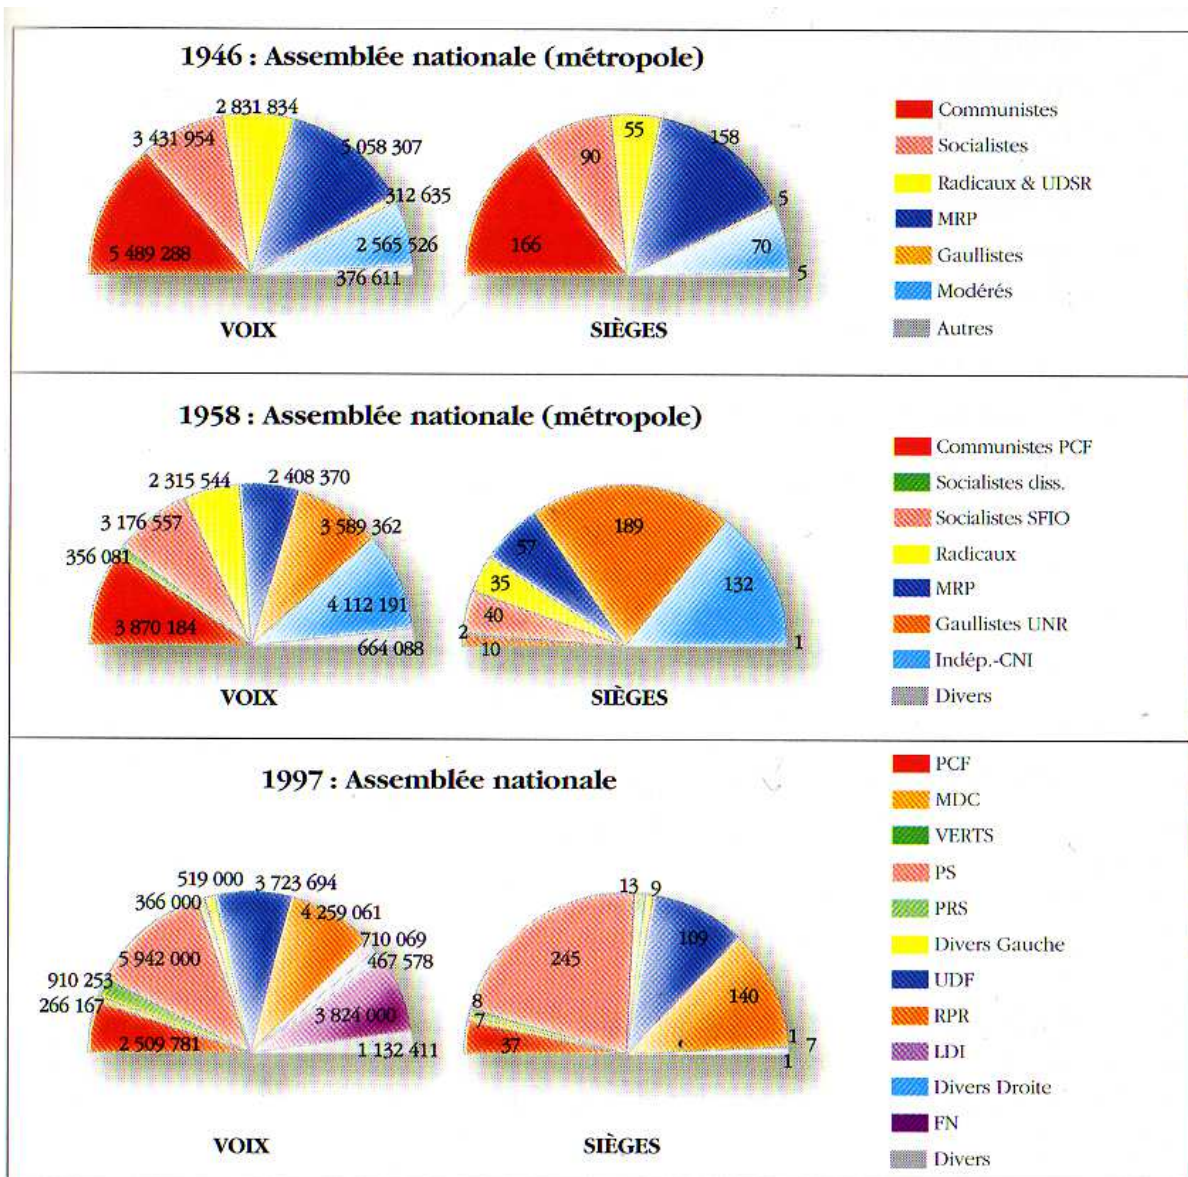 1946 : Assemblée nationale (métropole)
2 831 834
3 431 954
5 058 307
312 635
5 489 288
2 565 526
376 611
VOIX
55
158
90
5
166
70
5
SIÈGES
Communistes
Socialistes
Radicaux & UDSR
MRP
Gaullistes
Modérés
Autres
1958 : Assemblée nationale (métropole)
2 315 544
2 408 370
3 176 557
3 589 362
356 081
4 112 191
3 870 184
664 088
VOIX
189
57
35
132
40
2
10
1
SIÈGES
Communistes PCF
Socialistes diss.
Socialistes SFIO
Radicaux
MRP
Gaullistes UNR
Indép.-CNI
Divers
1997 : Assemblée nationale
519 000
3 723 694
366 000
4 259 061
710 069
5 942 000
467 578
910 253
266 167
3 824 000
2 509 781
1 132 411
VOIX
13
9
109
245
140
8
7
37
1
7
1
SIÈGES
PCF
MDC
VERTS
PS
PRS
Divers Gauche
UDF
RPR
LDI
Divers Droite
FN
Divers